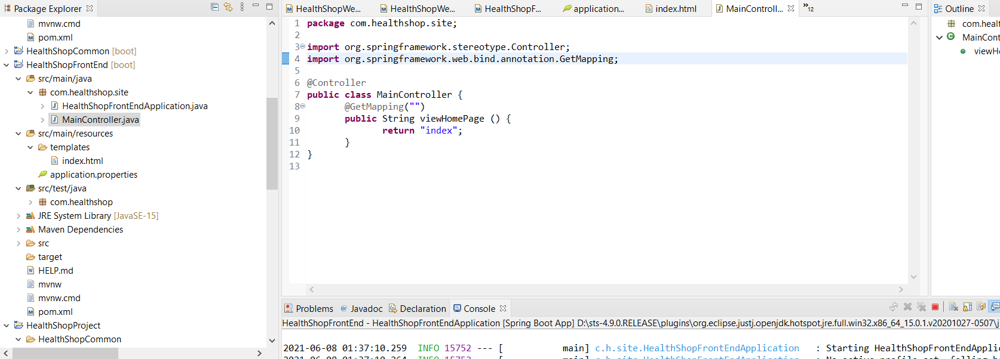 Package Explorer
mvnw.cmd
pom.xml
HealthShopCommon [boot]
HealthShopFrontEnd [boot]
src/main/java
com.healthshop.site
HealthShopFrontEndApplication.java
MainController.java
src/main/resources
templates
index.html
application.properties
src/test/java
com.healthshop
JRE System Library [JavaSE-15]
Maven Dependencies
src
target
HELP.md
mvnw
mvnw.cmd
pom.xml
HealthShopProject
HealthShopCommon
HealthShopWe... HealthShopWe... HealthShopF... application... index.html MainControll... »12
1 package com.healthshop.site;
2
3 import org.springframework.stereotype.Controller;
4 import org.springframework.web.bind.annotation.GetMapping;
5
6 @Controller
7 public class MainController {
8 @GetMapping("")
9 public String viewHomePage () {
10 return "index";
11 }
12 }
13
Outline
com.healt
MainCont
viewHo
Problems @ Javadoc Declaration Console
HealthShopFrontEnd - HealthShopFrontEndApplication [Spring Boot App] D:\sts-4.9.0.RELEASE\plugins\org.eclipse.justj.openjdk.hotspot.jre.full.win32.x86_64_15.0.1.v20201027-0507\j
2021-06-08 01:37:10.259 INFO 15752 --- [ main] c.h.site.HealthShopFrontEndApplication : Starting HealthShopFrontEndApplic